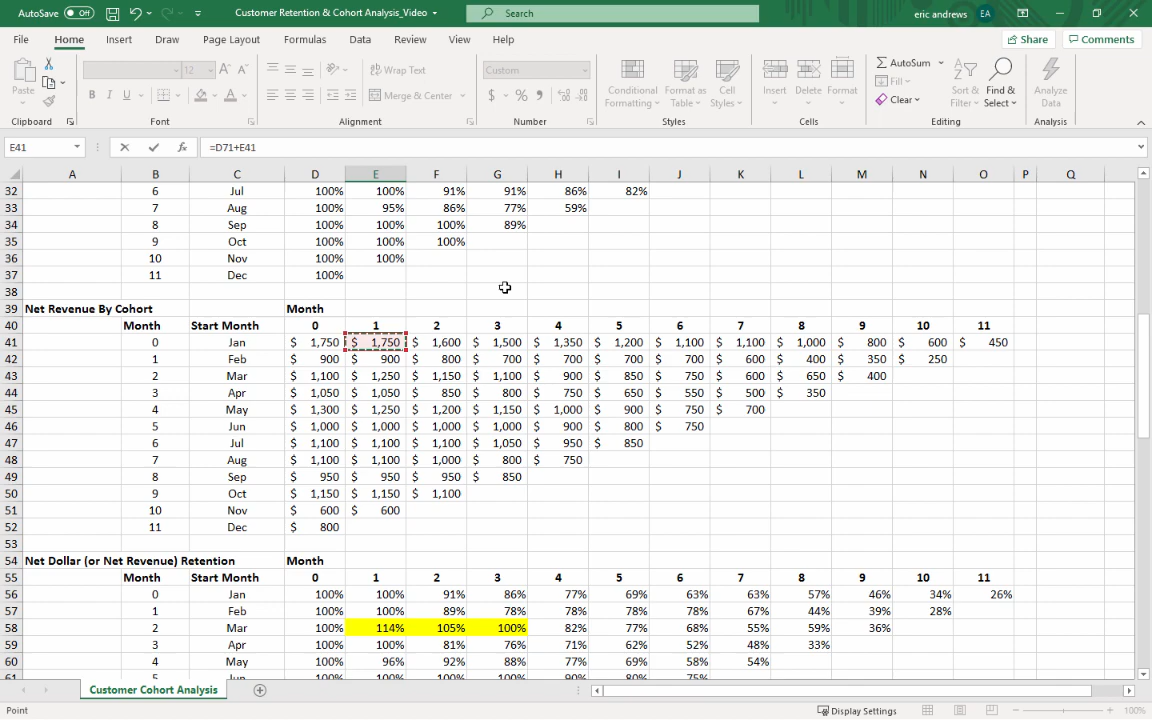 AutoSave Off Customer Retention & Cohort Analysis_Video Search eric andrews EA
File Home Insert Draw Page Layout Formulas Data Review View Help Share Comments
Paste 12 A A Wrap Text Custom Conditional Formatting Format as Table Cell Styles Insert Delete Format AutoSum Fill Clear Sort & Filter Find & Select Analyze Data
B I U A Merge & Center $ % 9
Clipboard Font Alignment Number Styles Cells Editing Analysis
E41 fx =D71+E41
A B C D E F G H I J K L M N O P Q
32 6 Jul 100% 100% 91% 91% 86% 82%
33 7 Aug 100% 95% 86% 77% 59%
34 8 Sep 100% 100% 100% 89%
35 9 Oct 100% 100% 100%
36 10 Nov 100% 100%
37 11 Dec 100%
38
39 Net Revenue By Cohort Month
40 Month Start Month 0 1 2 3 4 5 6 7 8 9 10 11
41 0 Jan $ 1,750 $ 1,750 $ 1,600 $ 1,500 $ 1,350 $ 1,200 $ 1,100 $ 1,100 $ 1,000 $ 800 $ 600 $ 450
42 1 Feb $ 900 $ 900 $ 800 $ 700 $ 700 $ 700 $ 700 $ 600 $ 400 $ 350 $ 250
43 2 Mar $ 1,100 $ 1,250 $ 1,150 $ 1,100 $ 900 $ 850 $ 750 $ 600 $ 650 $ 400
44 3 Apr $ 1,050 $ 1,050 $ 850 $ 800 $ 750 $ 650 $ 550 $ 500 $ 350
45 4 May $ 1,300 $ 1,250 $ 1,200 $ 1,150 $ 1,000 $ 900 $ 750 $ 700
46 5 Jun $ 1,000 $ 1,000 $ 1,000 $ 1,000 $ 900 $ 800 $ 750
47 6 Jul $ 1,100 $ 1,100 $ 1,100 $ 1,050 $ 950 $ 850
48 7 Aug $ 1,100 $ 1,100 $ 1,000 $ 800 $ 750
49 8 Sep $ 950 $ 950 $ 950 $ 850
50 9 Oct $ 1,150 $ 1,150 $ 1,100
51 10 Nov $ 600 $ 600
52 11 Dec $ 800
53
54 Net Dollar (or Net Revenue) Retention Month
55 Month Start Month 0 1 2 3 4 5 6 7 8 9 10 11
56 0 Jan 100% 100% 91% 86% 77% 69% 63% 63% 57% 46% 34% 26%
57 1 Feb 100% 100% 89% 78% 78% 78% 78% 67% 44% 39% 28%
58 2 Mar 100% 114% 105% 100% 82% 77% 68% 55% 59% 36%
59 3 Apr 100% 100% 81% 76% 71% 62% 52% 48% 33%
60 4 May 100% 96% 92% 88% 77% 69% 58% 54%
61 5 Jun 100% 100% 100% 100% 90% 80% 75%
Customer Cohort Analysis
Point Display Settings 100%